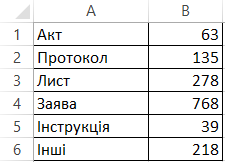 A B
1 Акт 63
2 Протокол 135
3 Лист 278
4 Заява 768
5 Інструкція 39
6 Інші 218